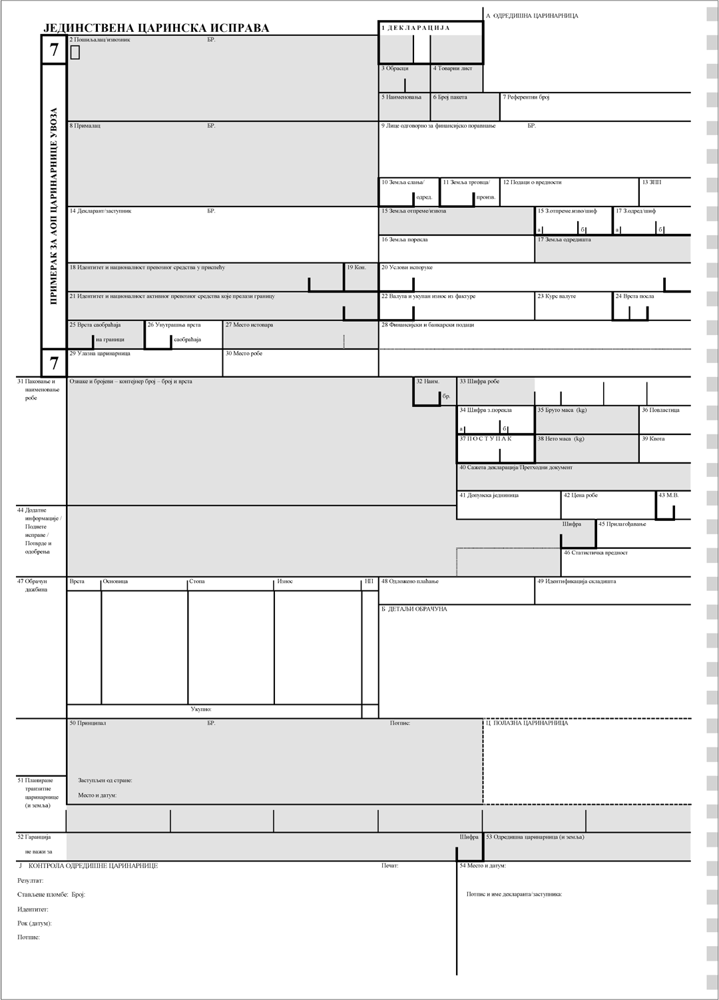 А ОДРЕДИШНА ЦАРИНАРНИЦА
ЈЕДИНСТВЕНА ЦАРИНСКА ИСПРАВА
1 Д Е К Л А Р А Ц И Ј А
7
2 Пошиљалац/извозник БР.
3 Обрасци 4 Товарни лист
5 Наименовања 6 Број пакета 7 Референтни број
ПРИМЕРАК ЗА АОП ЦАРИНАРНИЦЕ УВОЗА
8 Прималац БР.
9 Лице одговорно за финансијско поравнање БР.
10 Земља слања/ 11 Земља трговца/ 12 Подаци о вредности 13 ЗПП
одред. произв.
14 Декларант/заступник БР.
15 Земља отпреме/извоза 15 З.отпреме.изво/шиф 17 З.одред/шиф
а б а б
16 Земља порекла 17 Земља одредишта
18 Идентитет и националност превозног средства у приспећу 19 Кон. 20 Услови испоруке
21 Идентитет и националност активног превозног средства које прелази границу 22 Валута и укупан износ из фактуре 23 Курс валуте 24 Врста посла
25 Врста саобраћаја 26 Унутрашња врста 27 Место истовара 28 Финансијски и банкарски подаци
на граници саобраћаја
7
29 Улазна царинарница 30 Место робе
31 Паковање и
наименовање
робе
Ознаке и бројеви – контејнер број – број и врста
32 Наим. 33 Шифра робе
бр.
34 Шифра з.порекла 35 Бруто маса (kg) 36 Повластица
а б
37 П О С Т У П А К 38 Нето маса (kg) 39 Квота
40 Сажета декларација/Претходни документ
41 Допунска једниница 42 Цена робе 43 М.В.
44 Додатне
информације /
Поднете
исправе /
Потврде и
одобрења
Шифра 45 Прилагођавање
46 Статистичка вредност
47 Обрачун
дажбина
Врста Основица Стопа Износ НП 48 Одложено плаћање 49 Идентификација складишта
Б ДЕТАЉИ ОБРАЧУНА
Укупно:
50 Принципал БР. Потпис: Ц ПОЛАЗНА ЦАРИНАРНИЦА
Заступљен од стране:
Место и датум:
51 Планиране
транзитне
царинарнице
(и земља)
52 Гаранција
не важи за
Шифра 53 Одредишна царинарница (и земља)
Ј КОНТРОЛА ОДРЕДИШНЕ ЦАРИНАРНИЦЕ Печат: 54 Место и датум:
Резултат:
Стављене пломбе: Број: Потпис и име декларанта/заступника:
Идентитет:
Рок (датум):
Потпис: